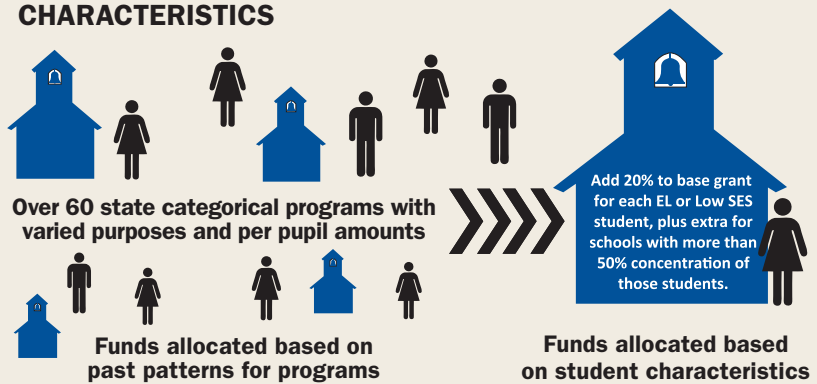 CHARACTERISTICS
Over 60 state categorical programs with
varied purposes and per pupil amounts
Funds allocated based on
past patterns for programs
Add 20% to base grant
for each EL or Low SES
student, plus extra for
schools with more than
50% concentration of
those students.
Funds allocated based
on student characteristics